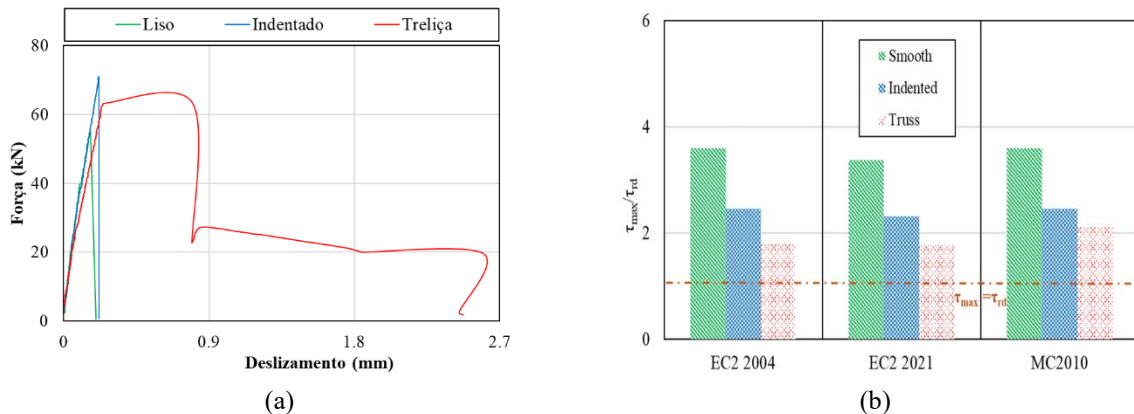 Liso Indentado Treliça
80
60
40
20
0
Força (kN)
0 0.9 1.8 2.7
Deslizamento (mm)
(a)
6
4
2
0
τmax/τrd
Smooth
Indented
Truss
τmax =τrd
EC2 2004 EC2 2021 MC2010
(b)